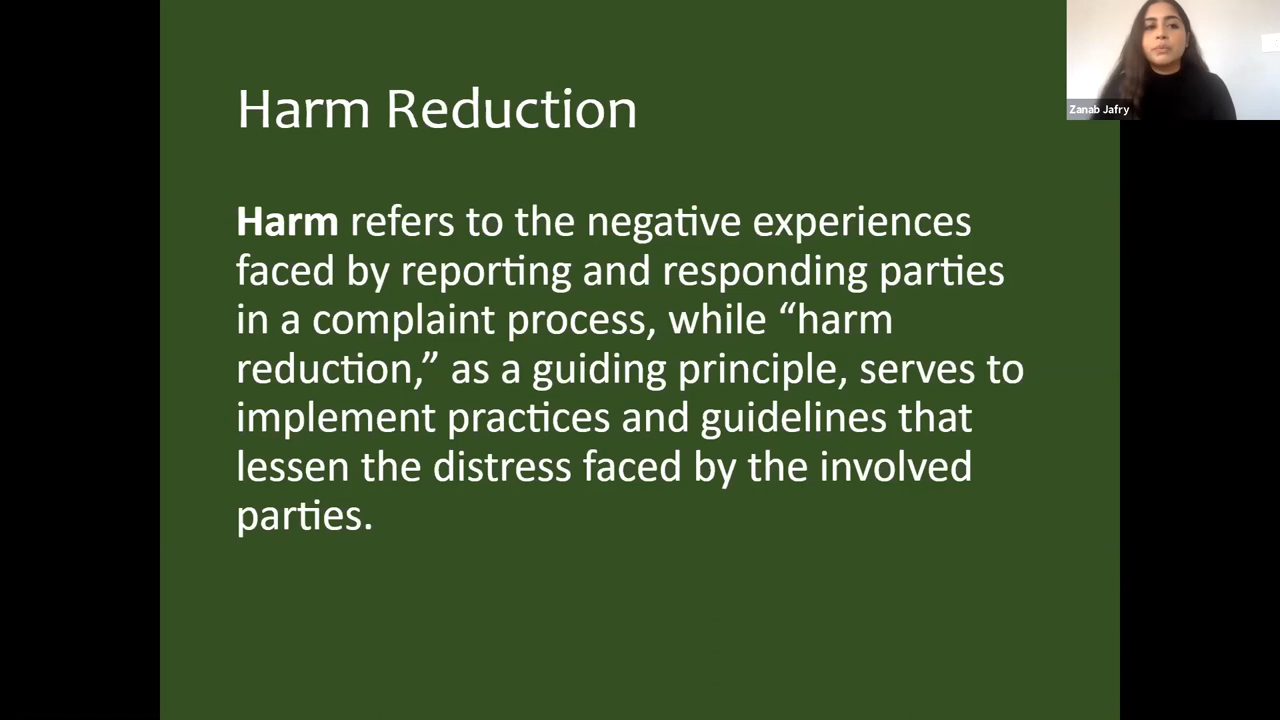 Harm Reduction
Harm refers to the negative experiences
faced by reporting and responding parties
in a complaint process, while “harm
reduction,” as a guiding principle, serves to
implement practices and guidelines that
lessen the distress faced by the involved
parties.
Zanab Jafry